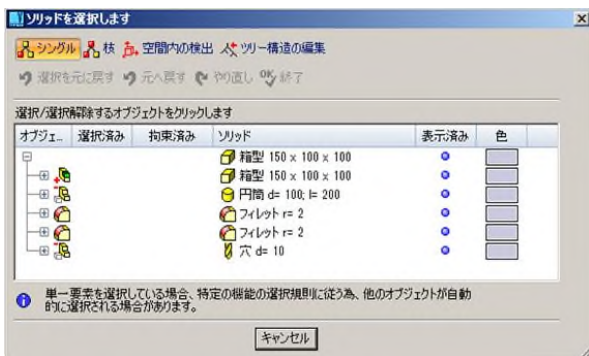 ソリッドを選択します
シングル 枝 空間内の検出 ツリー構造の編集
選択を元に戻す 元へ戻す やり直し OK 終了
選択/選択解除するオブジェクトをクリックします
オブジェ... 選択済み 拘束済み ソリッド 表示済み 色
箱型 150 x 100 x 100
箱型 150 x 100 x 100
円筒 d= 100; l= 200
フィレット r= 2
フィレット r= 2
穴 d= 10
単一要素を選択している場合、特定の機能の選択規則に従う為、他のオブジェクトが自動
的に選択される場合があります。
キャンセル